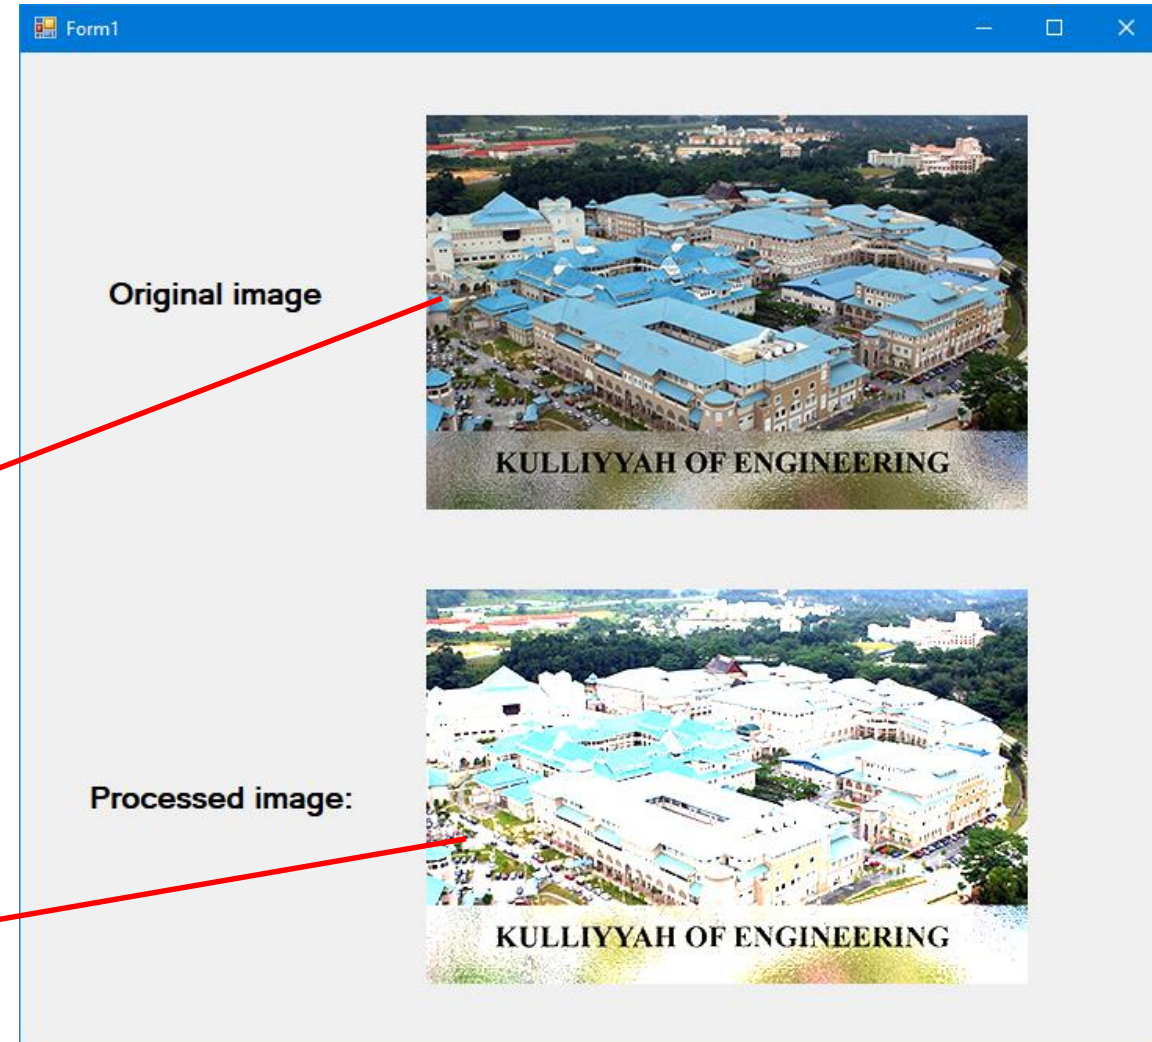 Form1
Original image
KULLIYYAH OF ENGINEERING
Processed image:
KULLIYYAH OF ENGINEERING